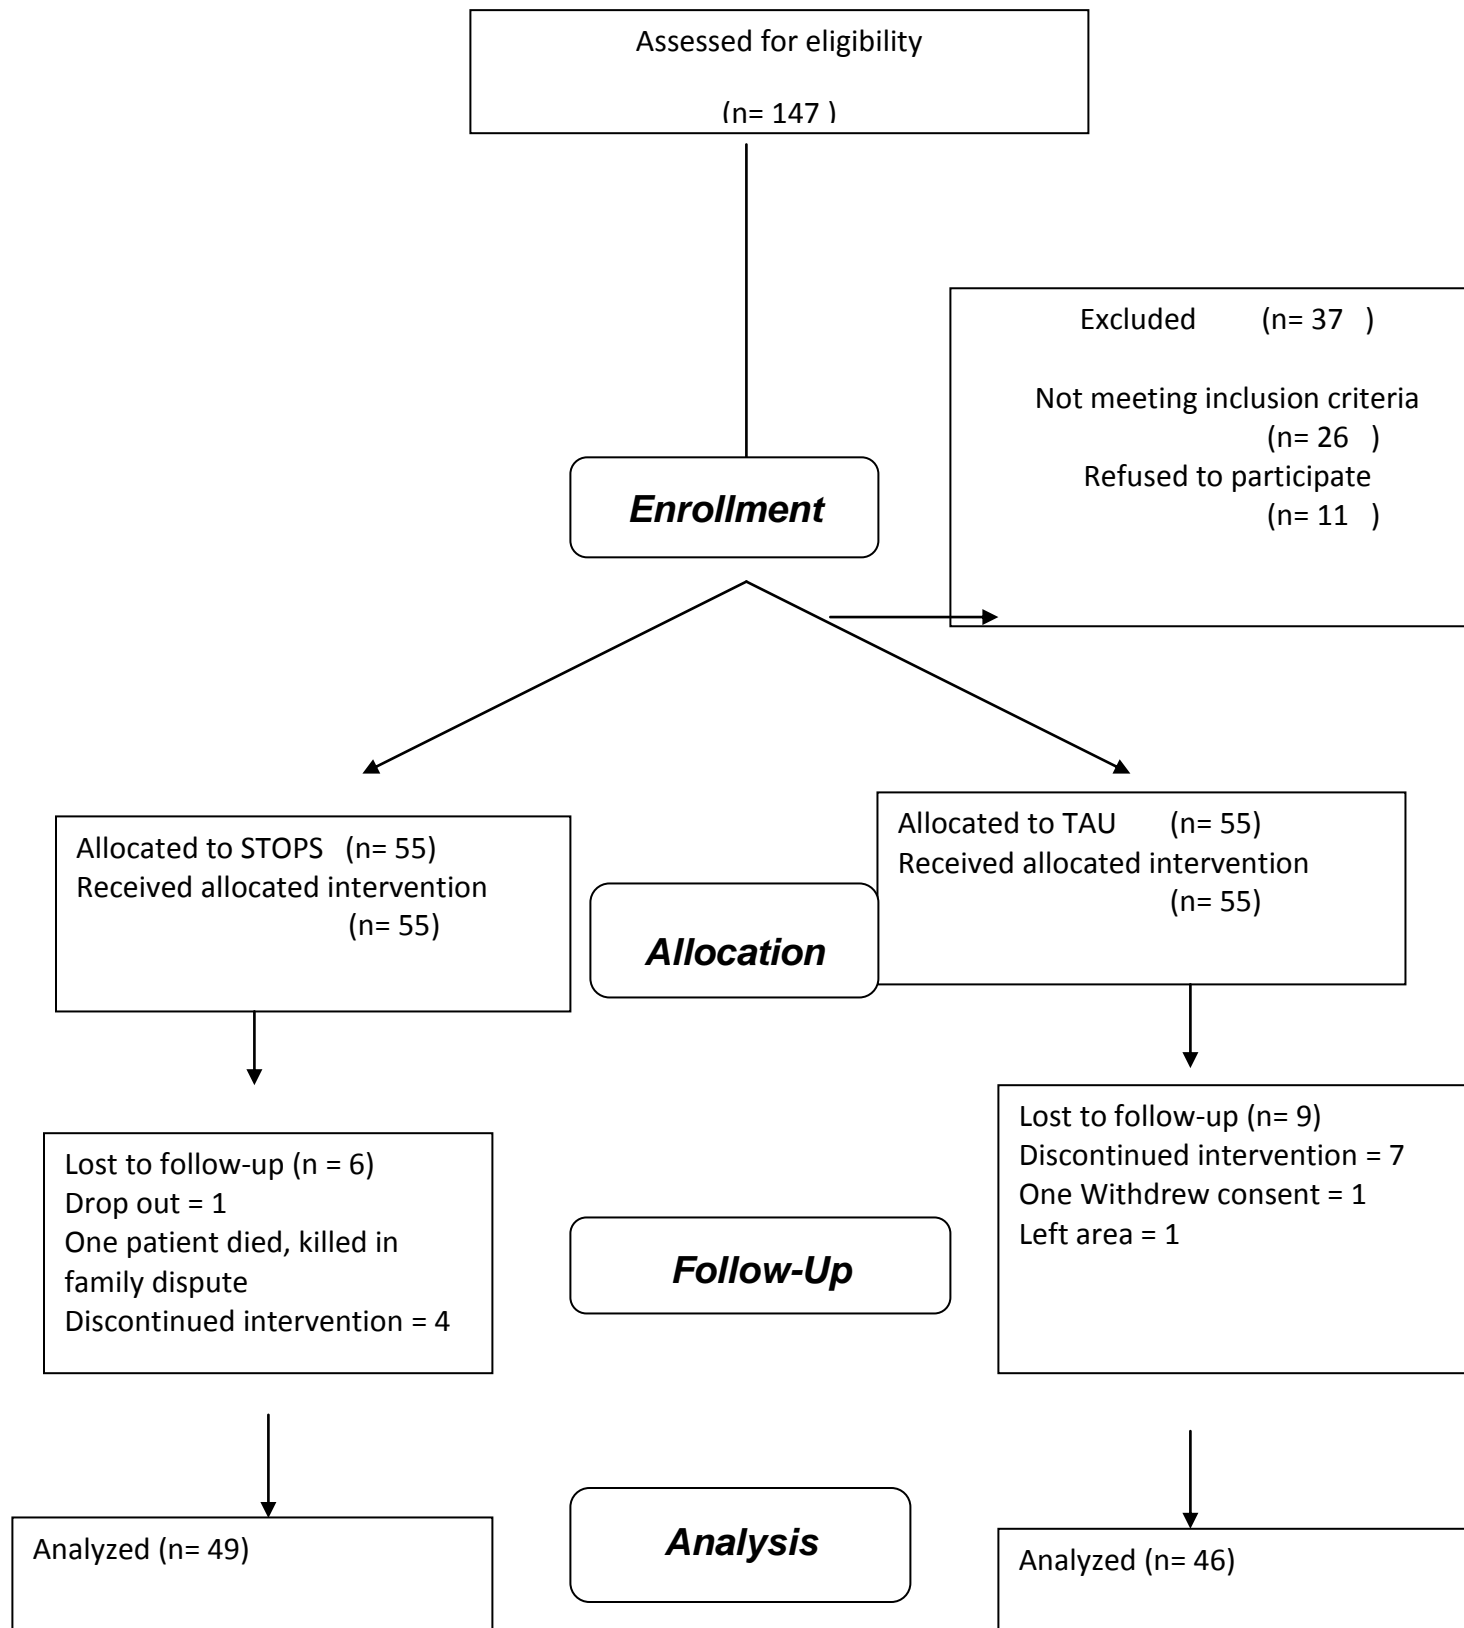 Assessed for eligibility
(n= 147 )
Excluded (n= 37 )
Not meeting inclusion criteria
(n= 26 )
Refused to participate
(n= 11 )
Enrollment
Allocated to STOPS (n= 55)
Received allocated intervention
(n= 55)
Allocated to TAU (n= 55)
Received allocated intervention
(n= 55)
Allocation
Lost to follow-up (n = 6)
Drop out = 1
One patient died, killed in
family dispute
Discontinued intervention = 4
Lost to follow-up (n= 9)
Discontinued intervention = 7
One Withdrew consent = 1
Left area = 1
Follow-Up
Analyzed (n= 49)
Analysis
Analyzed (n= 46)